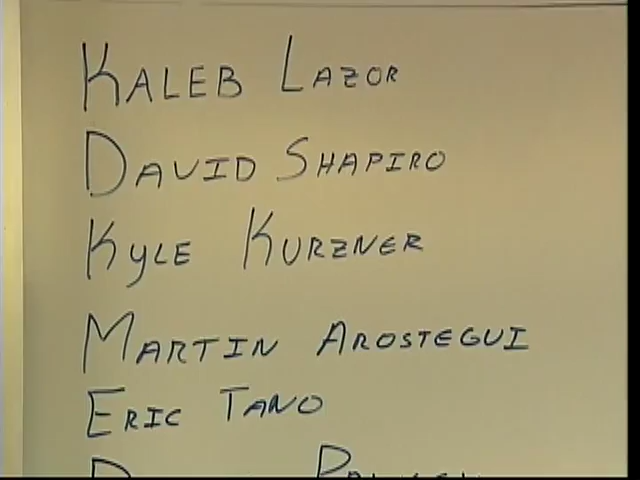 KALEB LAZOR
DAVID SHAPIRO
KYLE KURZNER
MARTIN AROSTEGUI
ERIC TANO